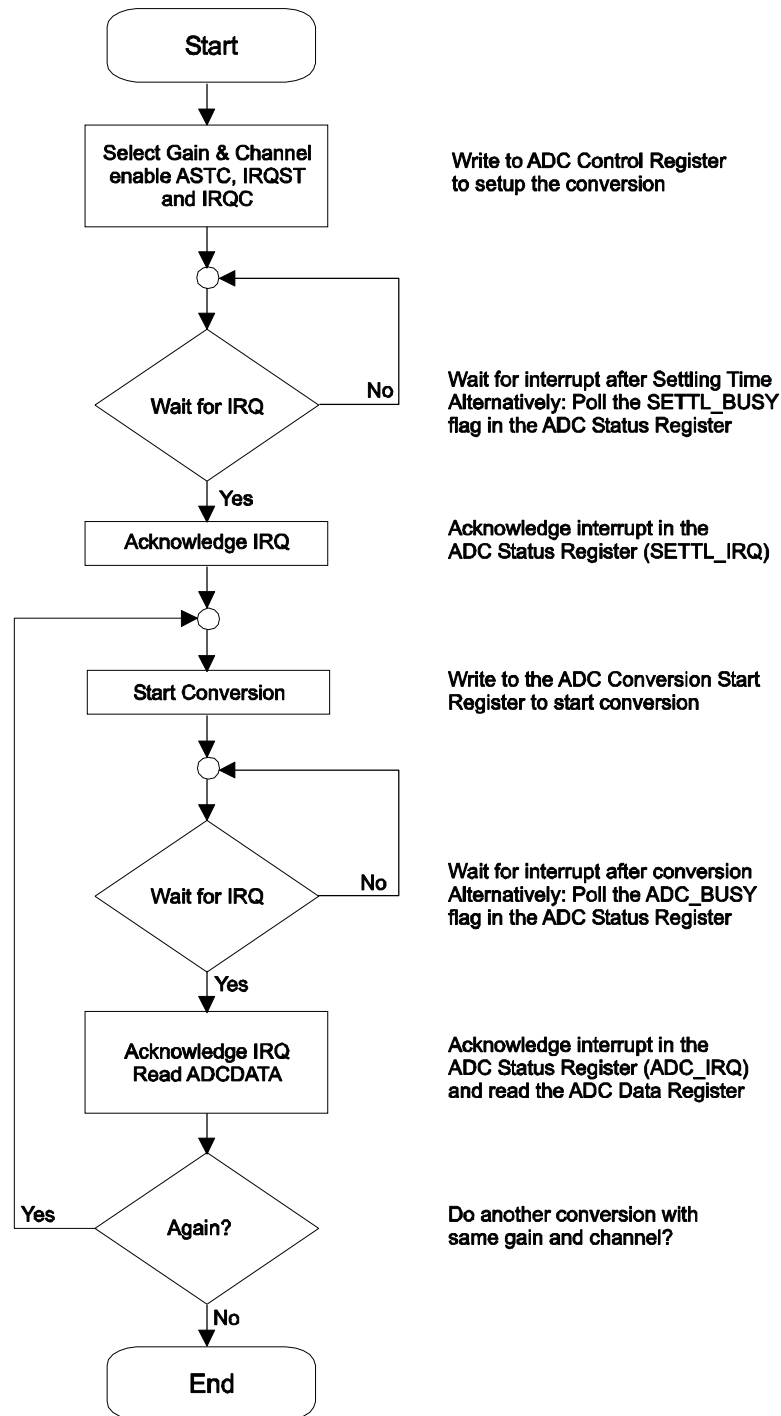 Start
Select Gain & Channel
enable ASTC, IRQST
and IRQC
Write to ADC Control Register
to setup the conversion
Wait for IRQ
No
Wait for interrupt after Settling Time
Alternatively: Poll the SETTL_BUSY
flag in the ADC Status Register
Yes
Acknowledge IRQ
Acknowledge interrupt in the
ADC Status Register (SETTL_IRQ)
Start Conversion
Write to the ADC Conversion Start
Register to start conversion
Wait for IRQ
No
Wait for interrupt after conversion
Alternatively: Poll the ADC_BUSY
flag in the ADC Status Register
Yes
Acknowledge IRQ
Read ADCDATA
Acknowledge interrupt in the
ADC Status Register (ADC_IRQ)
and read the ADC Data Register
Yes
Again?
Do another conversion with
same gain and channel?
No
End